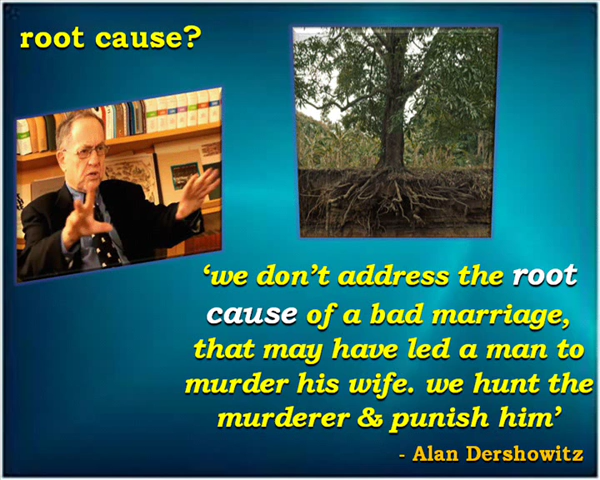 root cause?
‘we don’t address the root
cause of a bad marriage,
that may have led a man to
murder his wife. we hunt the
murderer & punish him’
- Alan Dershowitz